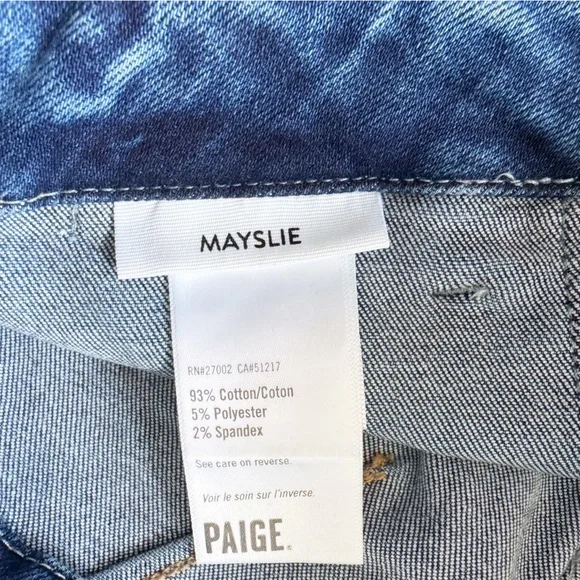 MAYSLIE
RN#27002 CA#51217
93% Cotton/Coton
5% Polyester
2% Spandex
See care on reverse.
Voir le soin sur l'inverse.
PAIGE.